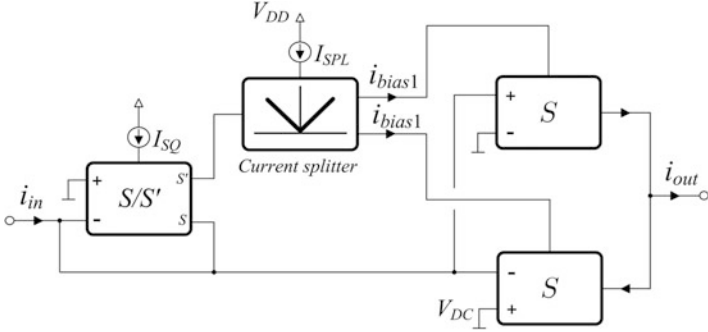 V_DD
I_SPL
i_bias1
i_bias1
I_SQ
Current splitter
+
-
S
+
-
S/S'
S'
S
i_in
i_out
-
+
S
V_DC